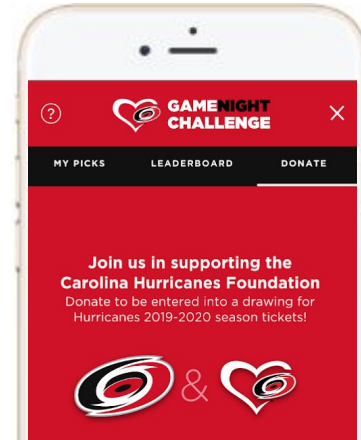 ?
GAMENIGHT
CHALLENGE
X
MY PICKS LEADERBOARD DONATE
Join us in supporting the
Carolina Hurricanes Foundation
Donate to be entered into a drawing for
Hurricanes 2019-2020 season tickets!
&